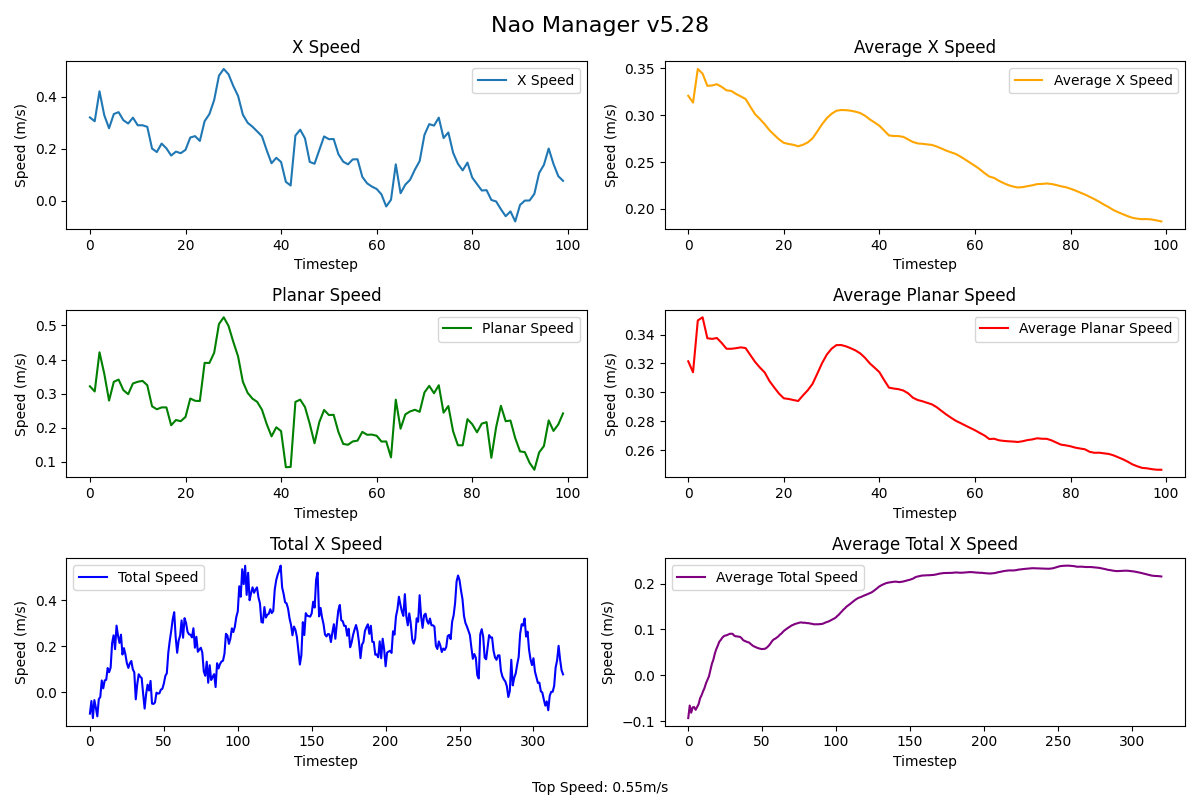 Nao Manager v5.28
X Speed
Speed (m/s)
0.4
0.2
0.0
X Speed
0 20 40 60 80 100
Timestep
Average X Speed
Speed (m/s)
0.35
0.30
0.25
0.20
Average X Speed
0 20 40 60 80 100
Timestep
Planar Speed
Speed (m/s)
0.5
0.4
0.3
0.2
0.1
Planar Speed
0 20 40 60 80 100
Timestep
Average Planar Speed
Speed (m/s)
0.34
0.32
0.30
0.28
0.26
Average Planar Speed
0 20 40 60 80 100
Timestep
Total X Speed
Speed (m/s)
0.4
0.2
0.0
Total Speed
0 50 100 150 200 250 300
Timestep
Average Total X Speed
Speed (m/s)
0.2
0.1
0.0
−0.1
Average Total Speed
0 50 100 150 200 250 300
Timestep
Top Speed: 0.55m/s